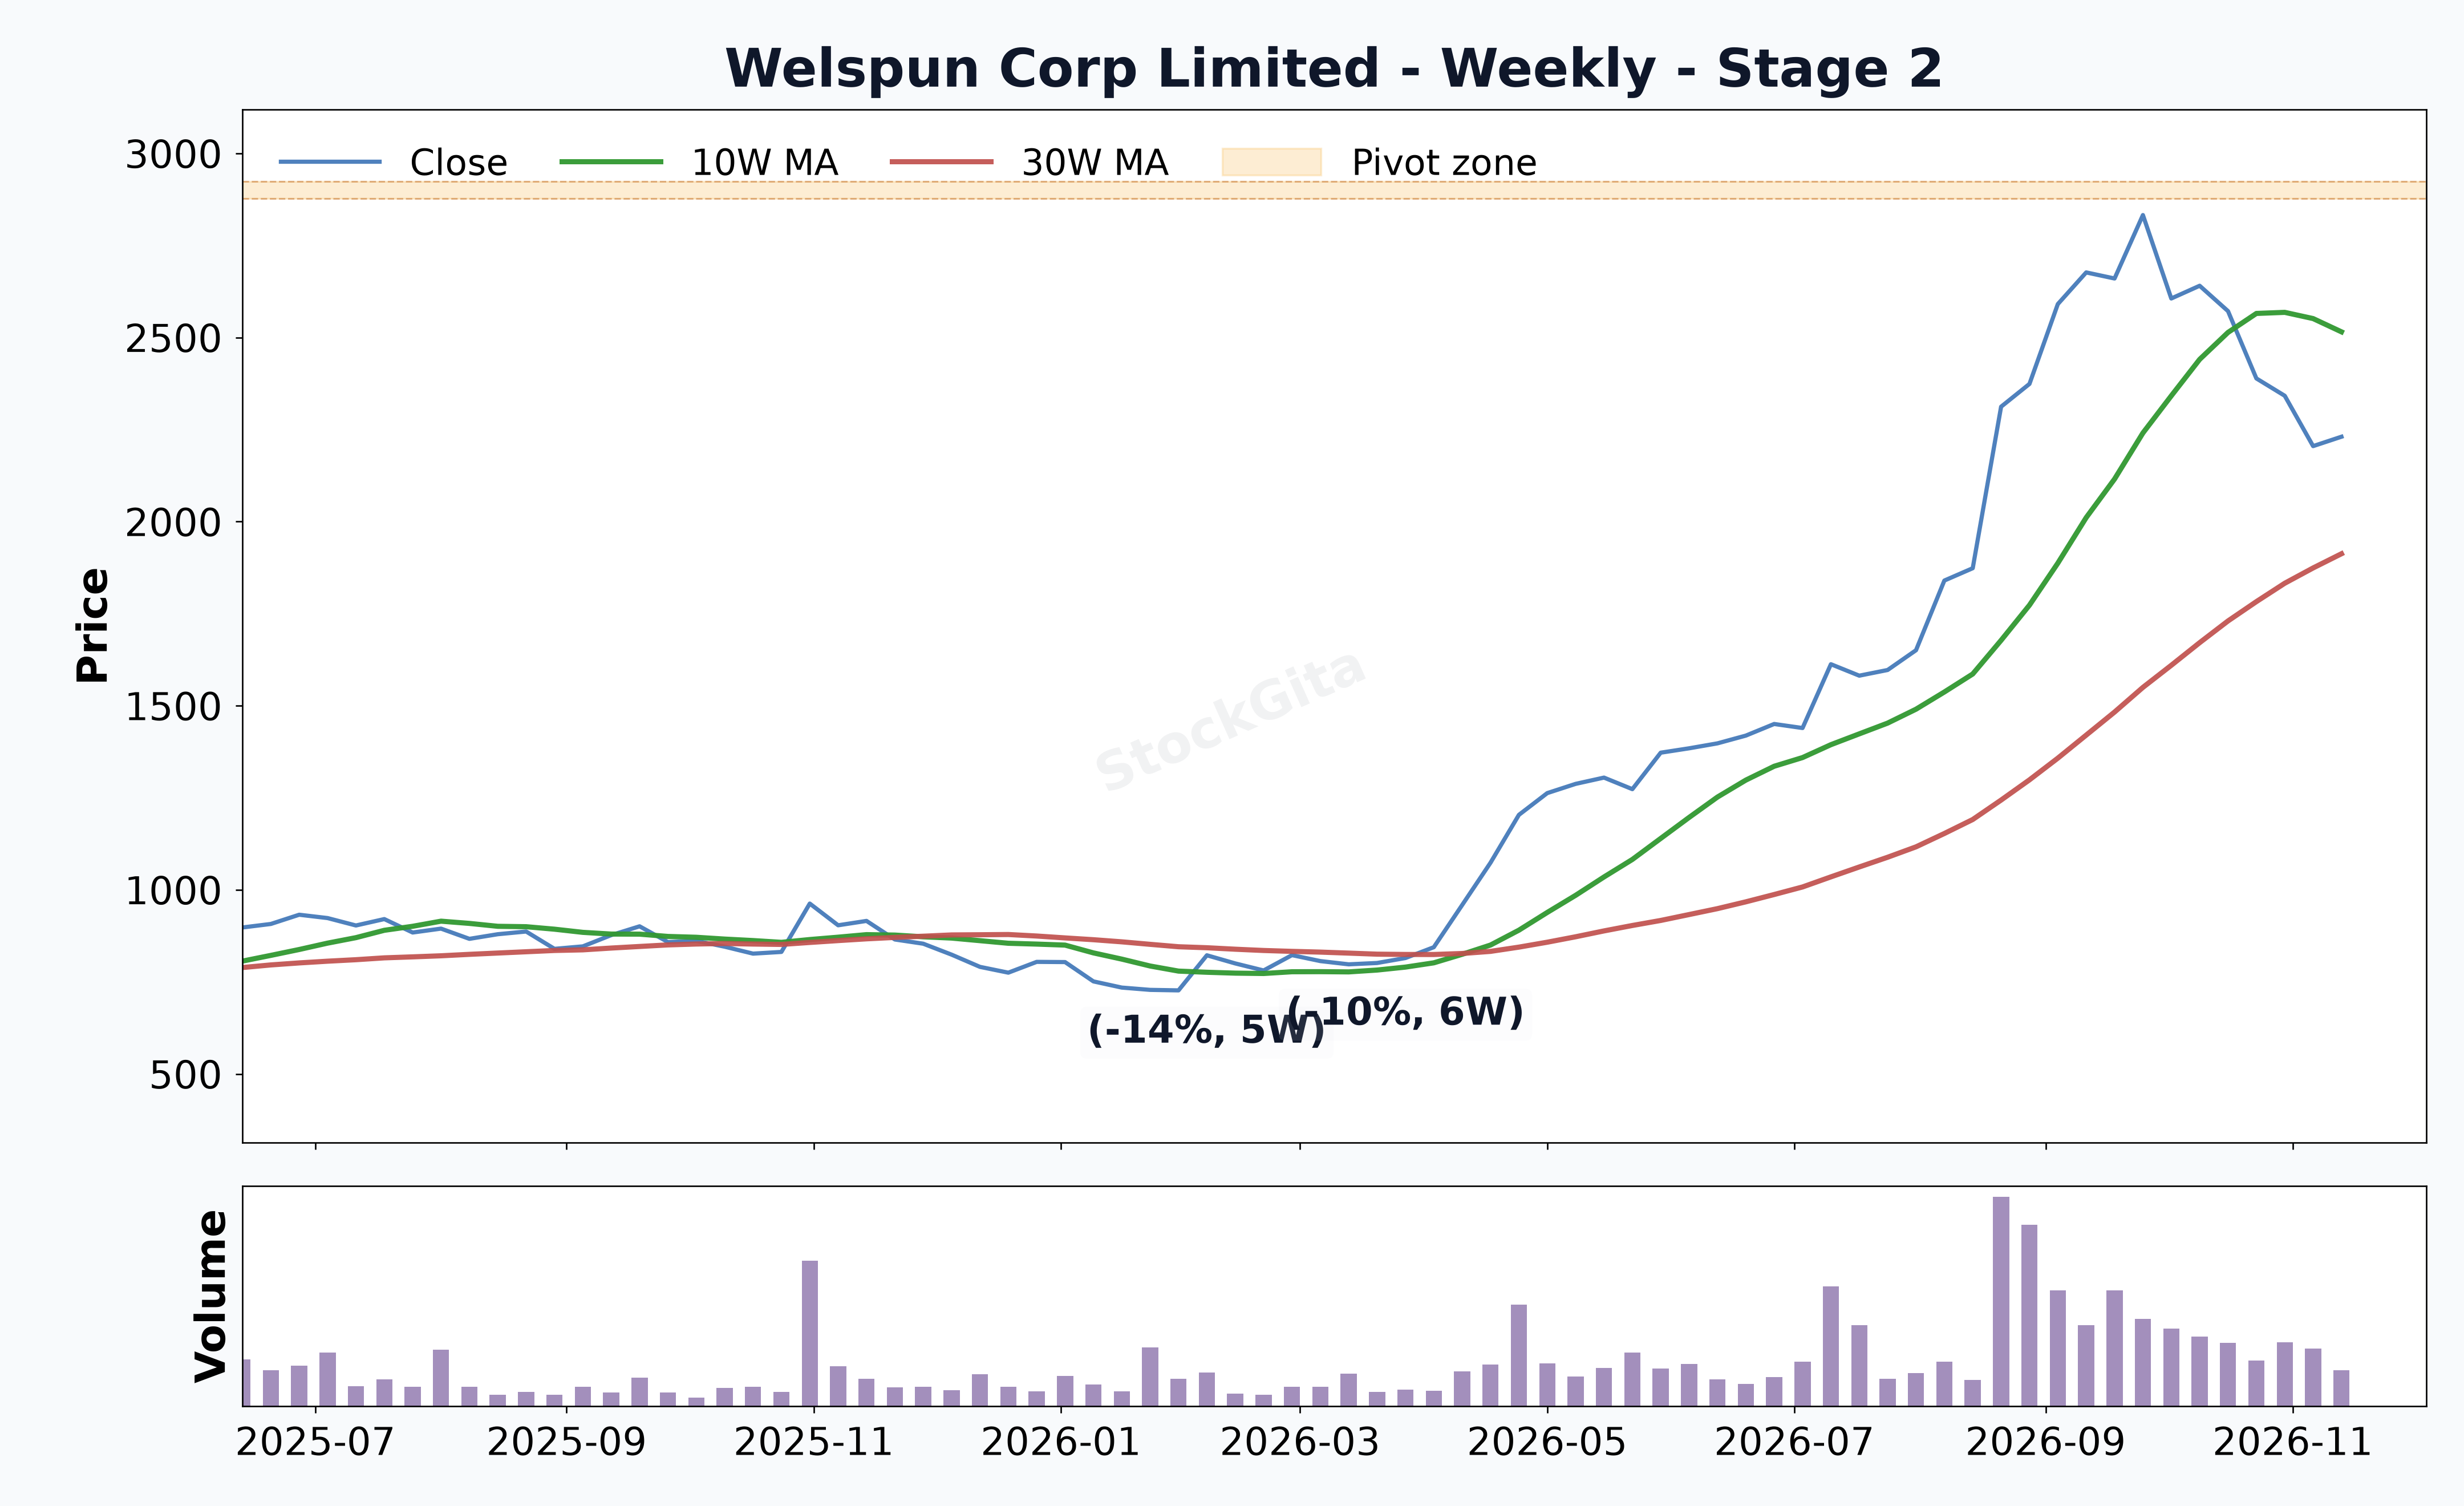 Welspun Corp Limited - Weekly - Stage 2
Close 10W MA 30W MA Pivot zone
3000
2500
2000
1500
1000
500
Price
StockGita
(-14%, 5W)
(-10%, 6W)
Volume
2025-07 2025-09 2025-11 2026-01 2026-03 2026-05 2026-07 2026-09 2026-11